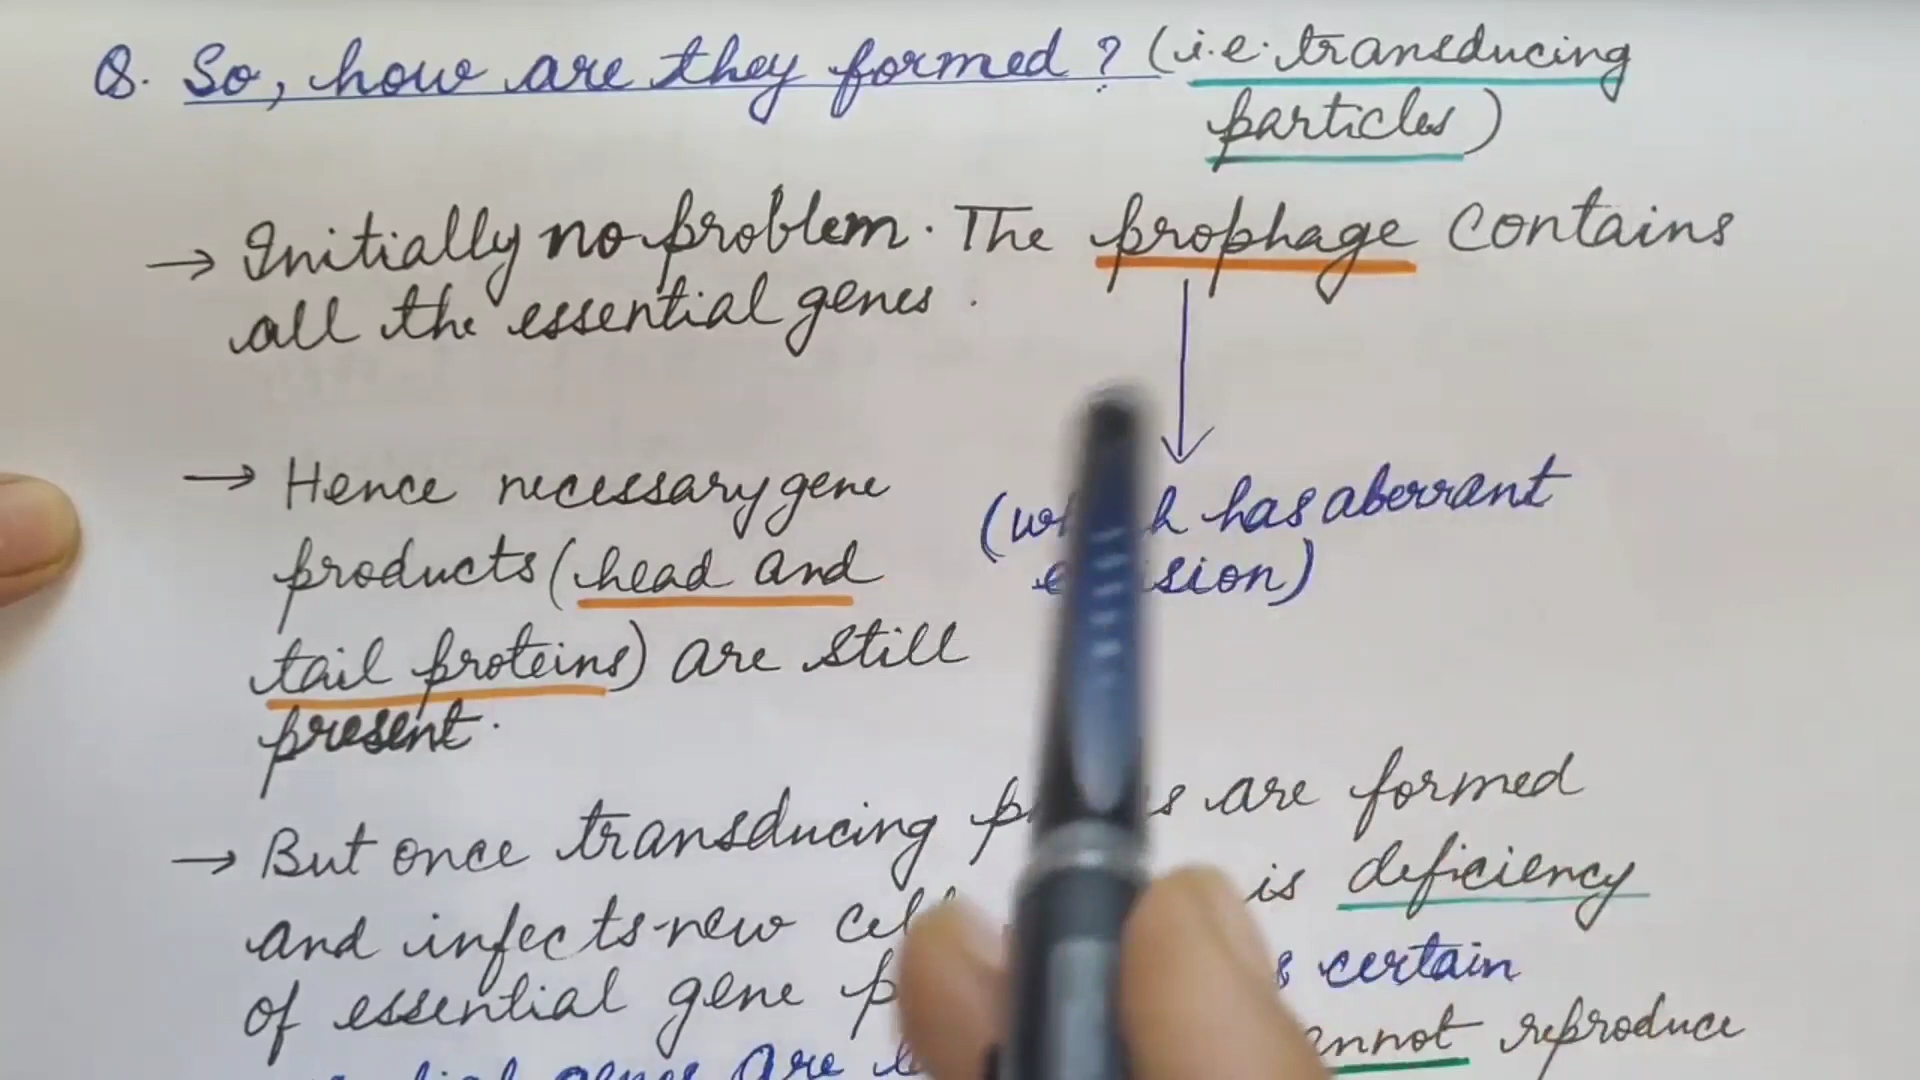 Q. So, how are they formed? (i.e. transducing
particles)
→ Initially no problem. The prophage contains
all the essential genes.
→ Hence necessary gene
products (head and
tail proteins) are still
present.
(which has aberrant
excision)
→ But once transducing are formed
and infects new is deficiency
of essential gene certain
genes are reproduce